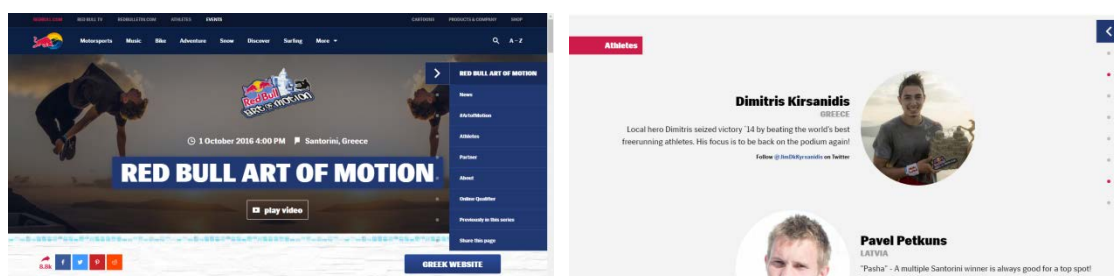 REDBULL.COM RED BULL TV REDBULLETIN.COM ATHLETES EVENTS CARTOONS PRODUCTS & COMPANY SHOP
Motorsports Music Bike Adventure Snow Discover Surfing More A-Z
Red Bull
ART OF MOTION
1 October 2016 4:00 PM Santorini, Greece
RED BULL ART OF MOTION
play video
RED BULL ART OF MOTION
News
#ArtofMotion
Athletes
Partner
About
Online Qualifier
Previously in this series
Share this page
8.8k
GREEK WEBSITE
Athletes
Dimitris Kirsanidis
GREECE
Local hero Dimitris seized victory ´14 by beating the world's best
freerunning athletes. His focus is to be back on the podium again!
Follow @JimDkKyrsanidis on Twitter
Pavel Petkuns
LATVIA
"Pasha" - A multiple Santorini winner is always good for a top spot!